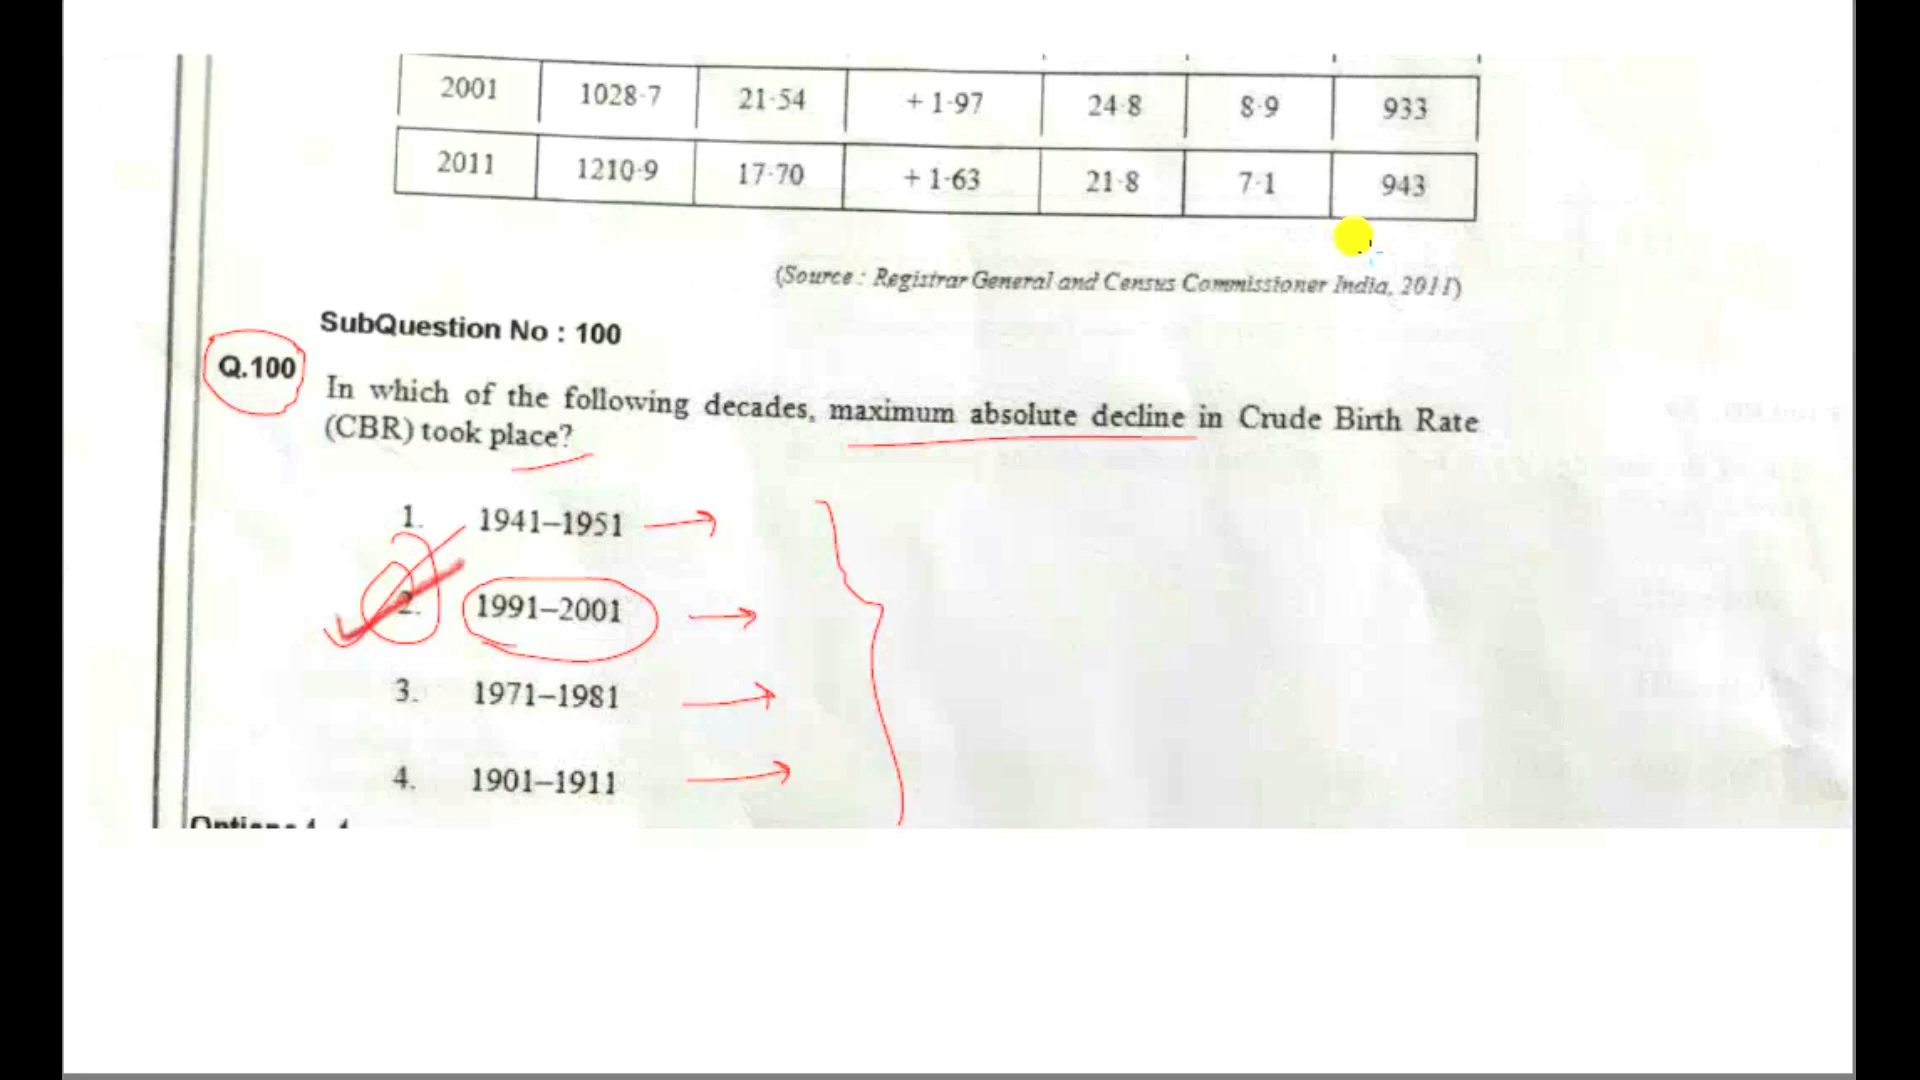 2001 1028·7 21·54 + 1·97 24·8 8·9 933
2011 1210·9 17·70 + 1·63 21·8 7·1 943
(Source : Registrar General and Census Commissioner India, 2011)
SubQuestion No : 100
Q.100
In which of the following decades, maximum absolute decline in Crude Birth Rate
(CBR) took place?
1. 1941–1951
2. 1991–2001
3. 1971–1981
4. 1901–1911